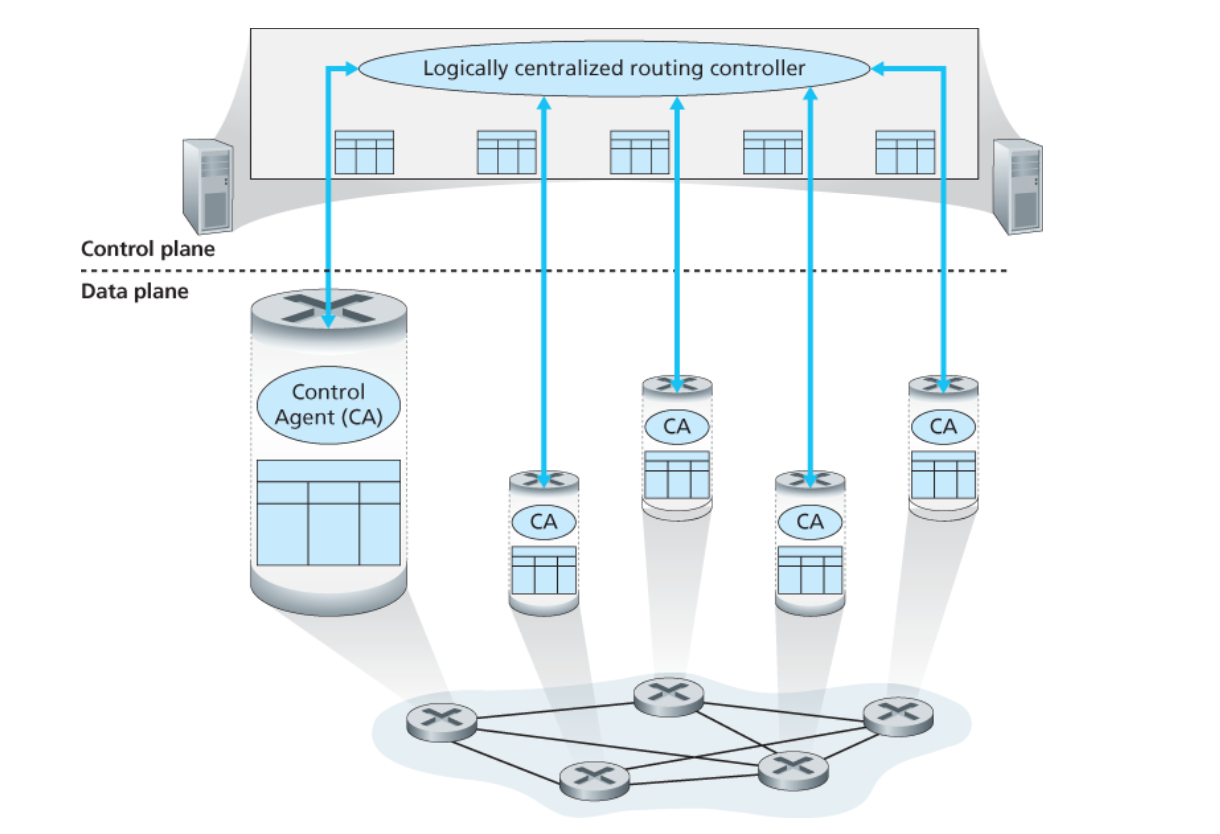 Logically centralized routing controller
Control plane
Data plane
Control
Agent (CA)
CA
CA
CA
CA